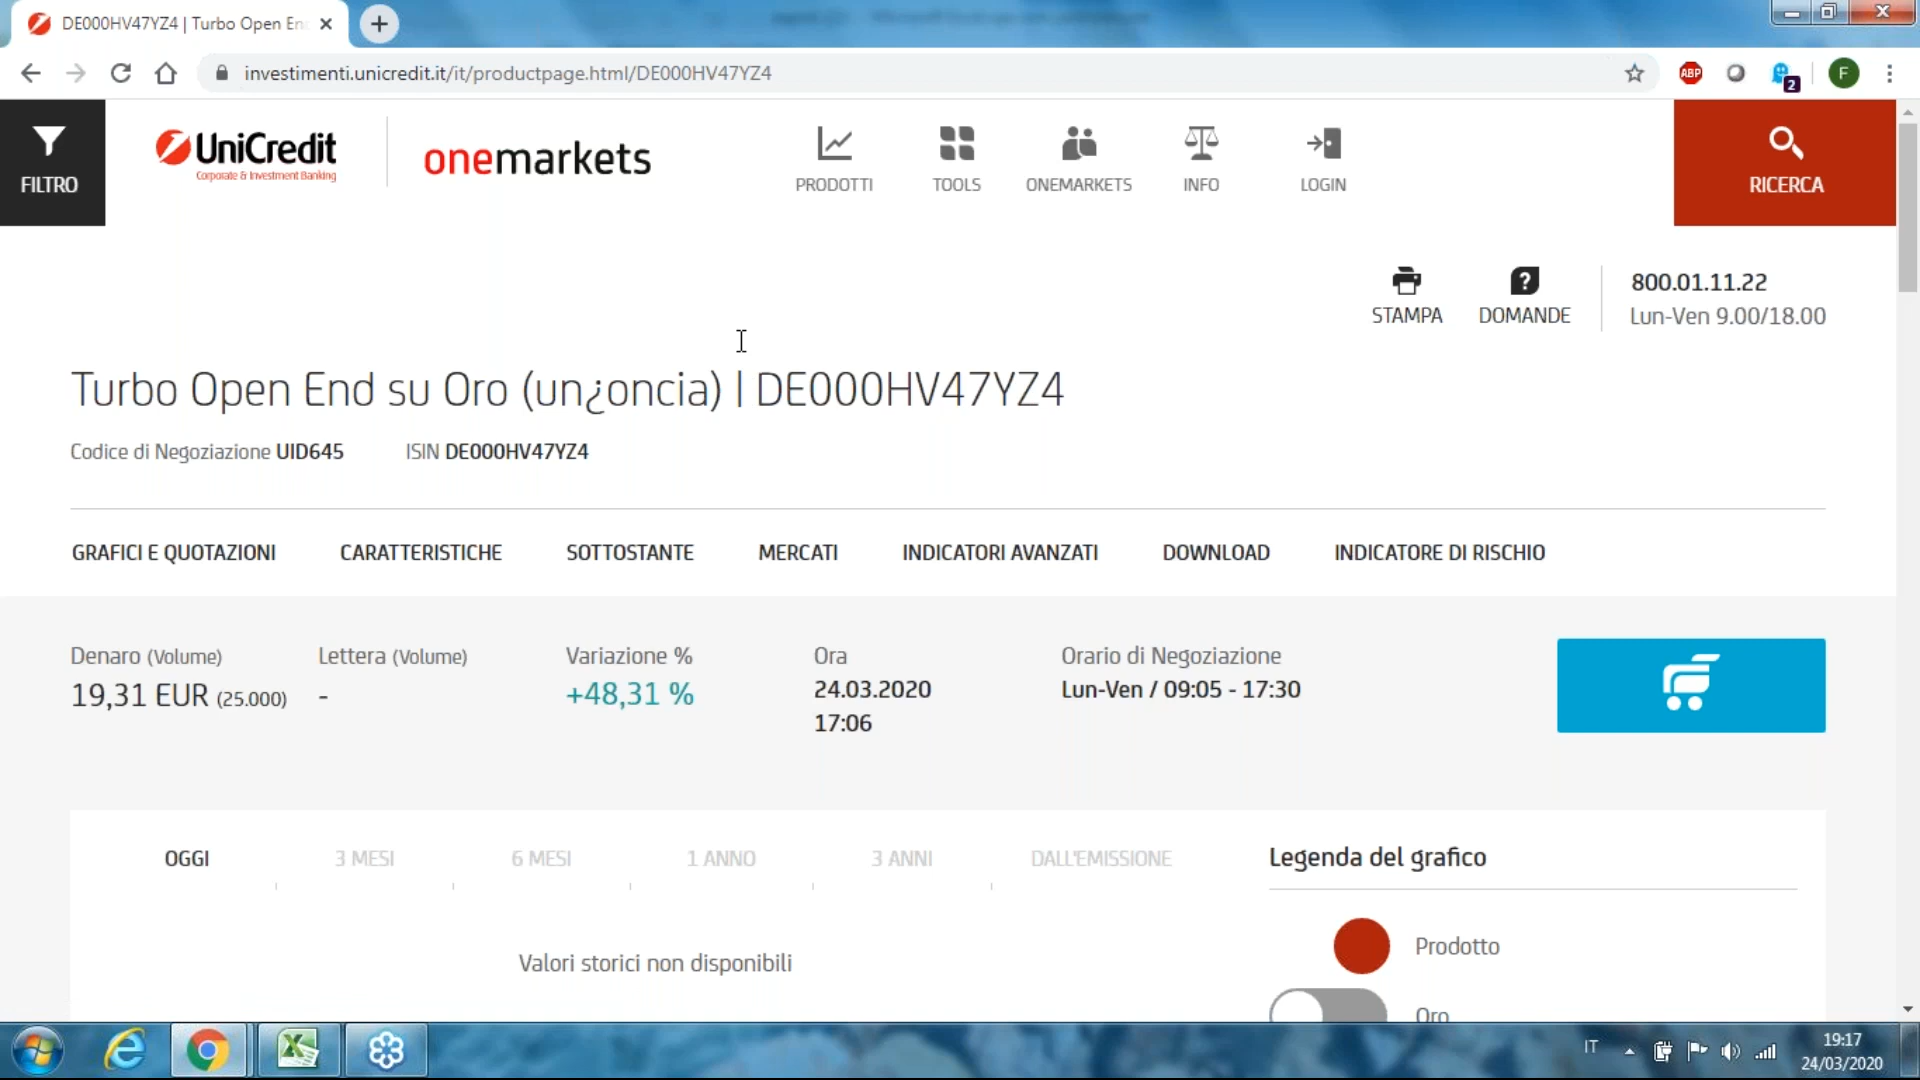 DE000HV47YZ4 | Turbo Open En
investimenti.unicredit.it/it/productpage.html/DE000HV47YZ4
ABP
2
F
FILTRO
UniCredit
Corporate & Investment Banking
onemarkets
PRODOTTI
TOOLS
ONEMARKETS
INFO
LOGIN
RICERCA
STAMPA
DOMANDE
800.01.11.22
Lun-Ven 9.00/18.00
Turbo Open End su Oro (un¿oncia) | DE000HV47YZ4
Codice di Negoziazione UID645 ISIN DE000HV47YZ4
GRAFICI E QUOTAZIONI CARATTERISTICHE SOTTOSTANTE MERCATI INDICATORI AVANZATI DOWNLOAD INDICATORE DI RISCHIO
Denaro (Volume) Lettera (Volume) Variazione % Ora Orario di Negoziazione
19,31 EUR (25.000) - +48,31 % 24.03.2020 Lun-Ven / 09:05 - 17:30
17:06
OGGI 3 MESI 6 MESI 1 ANNO 3 ANNI DALL'EMISSIONE
Legenda del grafico
Valori storici non disponibili
Prodotto
Oro
IT
19:17
24/03/2020